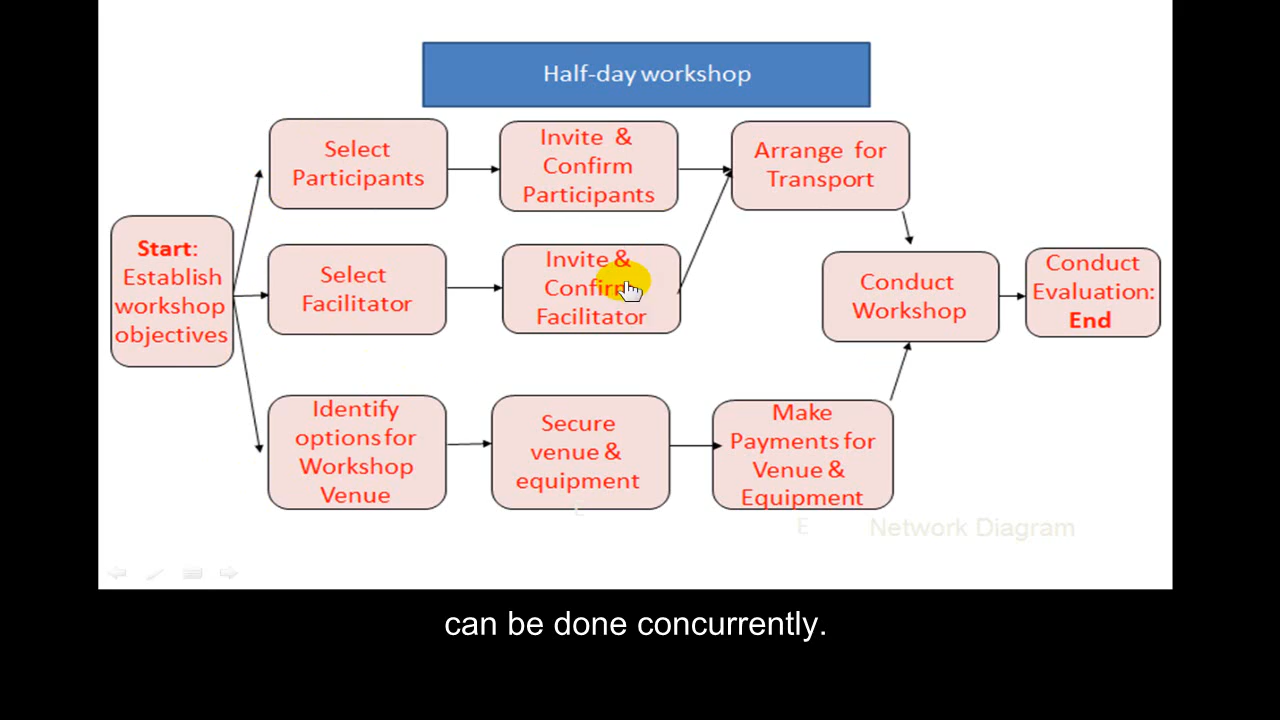 Half-day workshop
Select
Participants
Invite &
Confirm
Participants
Arrange for
Transport
Start:
Establish
workshop
objectives
Select
Facilitator
Invite &
Confirm
Facilitator
Conduct
Workshop
Conduct
Evaluation:
End
Identify
options for
Workshop
Venue
Secure
venue &
equipment
Make
Payments for
Venue &
Equipment
E
E
Network Diagram
can be done concurrently.